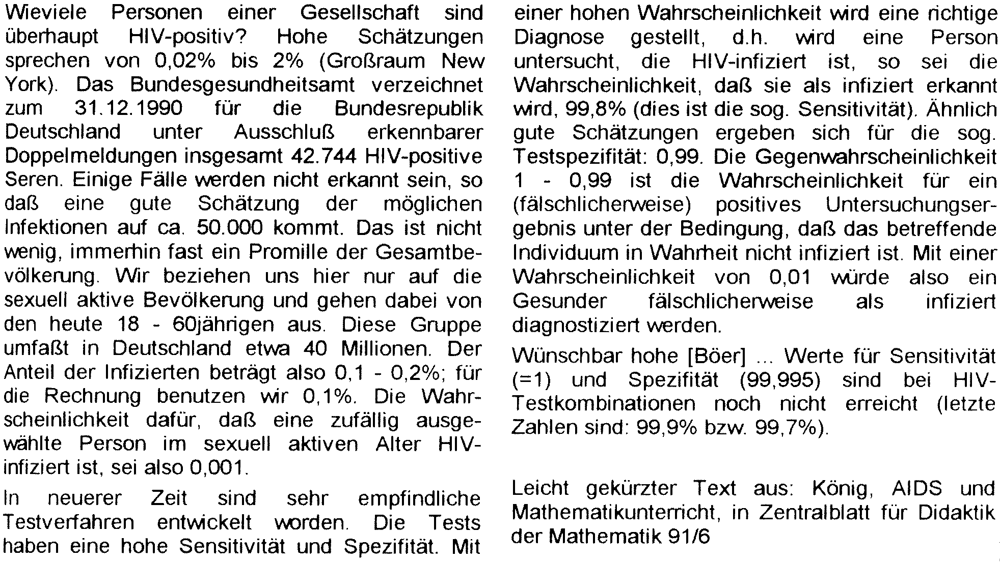 Wieviele Personen einer Gesellschaft sind
überhaupt HIV-positiv? Hohe Schätzungen
sprechen von 0,02% bis 2% (Großraum New
York). Das Bundesgesundheitsamt verzeichnet
zum 31.12.1990 für die Bundesrepublik
Deutschland unter Ausschluß erkennbarer
Doppelmeldungen insgesamt 42.744 HIV-positive
Seren. Einige Fälle werden nicht erkannt sein, so
daß eine gute Schätzung der möglichen
Infektionen auf ca. 50.000 kommt. Das ist nicht
wenig, immerhin fast ein Promille der Gesamtbe-
völkerung. Wir beziehen uns hier nur auf die
sexuell aktive Bevölkerung und gehen dabei von
den heute 18 - 60jährigen aus. Diese Gruppe
umfaßt in Deutschland etwa 40 Millionen. Der
Anteil der Infizierten beträgt also 0,1 - 0,2%; für
die Rechnung benutzen wir 0,1%. Die Wahr-
scheinlichkeit dafür, daß eine zufällig ausge-
wählte Person im sexuell aktiven Alter HIV-
infiziert ist, sei also 0,001.
In neuerer Zeit sind sehr empfindliche
Testverfahren entwickelt worden. Die Tests
haben eine hohe Sensitivität und Spezifität. Mit
einer hohen Wahrscheinlichkeit wird eine richtige
Diagnose gestellt, d.h. wird eine Person
untersucht, die HIV-infiziert ist, so sei die
Wahrscheinlichkeit, daß sie als infiziert erkannt
wird, 99,8% (dies ist die sog. Sensitivität). Ähnlich
gute Schätzungen ergeben sich für die sog.
Testspezifität: 0,99. Die Gegenwahrscheinlichkeit
1 - 0,99 ist die Wahrscheinlichkeit für ein
(fälschlicherweise) positives Untersuchungser-
gebnis unter der Bedingung, daß das betreffende
Individuum in Wahrheit nicht infiziert ist. Mit einer
Wahrscheinlichkeit von 0,01 würde also ein
Gesunder fälschlicherweise als infiziert
diagnostiziert werden.
Wünschbar hohe [Böer] ... Werte für Sensitivität
(=1) und Spezifität (99,995) sind bei HIV-
Testkombinationen noch nicht erreicht (letzte
Zahlen sind: 99,9% bzw. 99,7%).
Leicht gekürzter Text aus: König, AIDS und
Mathematikunterricht, in Zentralblatt für Didaktik
der Mathematik 91/6